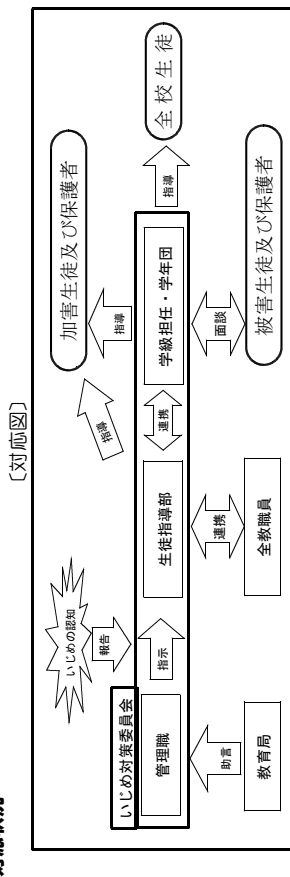 〔対応図〕
いじめの認知
報告
いじめ対策委員会
管理職
指示
生徒指導部
連携
学級担任・学年団
指導
全校生徒
指導
指導
加害生徒及び保護者
面談
被害生徒及び保護者
連携
全教職員
助言
教育局